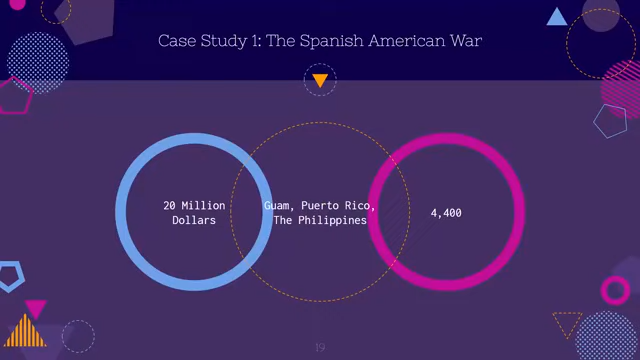 Case Study 1: The Spanish American War
20 Million
Dollars
Guam, Puerto Rico,
The Philippines
4,400
19